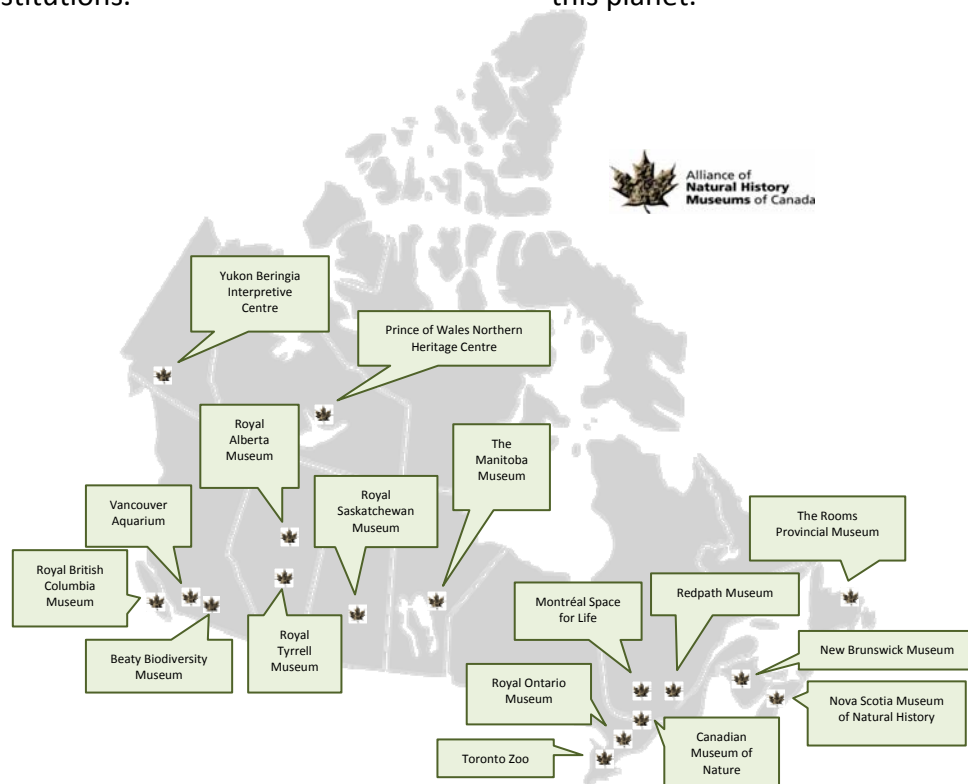 stitutions.
this planet.
Alliance of
Natural History
Museums of Canada
Yukon Beringia
Interpretive
Centre
Prince of Wales Northern
Heritage Centre
Royal
Alberta
Museum
The
Manitoba
Museum
Royal
Saskatchewan
Museum
Vancouver
Aquarium
The Rooms
Provincial Museum
Royal British
Columbia
Museum
Montréal Space
for Life
Redpath Museum
Beaty Biodiversity
Museum
Royal
Tyrrell
Museum
New Brunswick Museum
Royal Ontario
Museum
Nova Scotia Museum
of Natural History
Canadian
Museum of
Nature
Toronto Zoo